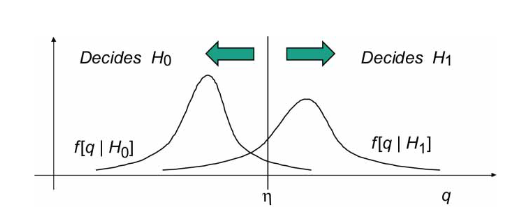 Decides H0
Decides H1
f[q | H0]
f[q | H1]
η
q